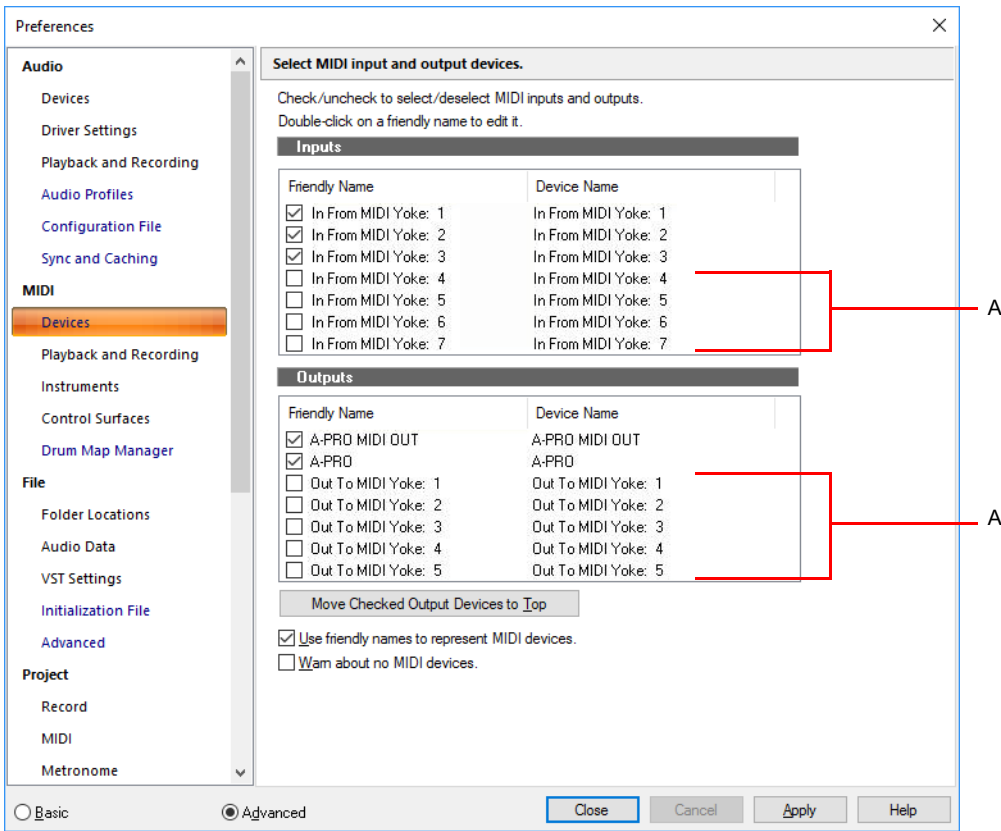 Preferences
Audio
Devices
Driver Settings
Playback and Recording
Audio Profiles
Configuration File
Sync and Caching
MIDI
Devices
Playback and Recording
Instruments
Control Surfaces
Drum Map Manager
File
Folder Locations
Audio Data
VST Settings
Initialization File
Advanced
Project
Record
MIDI
Metronome
Basic
Advanced
Select MIDI input and output devices.
Check/uncheck to select/deselect MIDI inputs and outputs.
Double-click on a friendly name to edit it.
Inputs
Friendly Name Device Name
In From MIDI Yoke: 1 In From MIDI Yoke: 1
In From MIDI Yoke: 2 In From MIDI Yoke: 2
In From MIDI Yoke: 3 In From MIDI Yoke: 3
In From MIDI Yoke: 4 In From MIDI Yoke: 4
In From MIDI Yoke: 5 In From MIDI Yoke: 5
In From MIDI Yoke: 6 In From MIDI Yoke: 6
In From MIDI Yoke: 7 In From MIDI Yoke: 7
A
Outputs
Friendly Name Device Name
A-PRO MIDI OUT A-PRO MIDI OUT
A-PRO A-PRO
Out To MIDI Yoke: 1 Out To MIDI Yoke: 1
Out To MIDI Yoke: 2 Out To MIDI Yoke: 2
Out To MIDI Yoke: 3 Out To MIDI Yoke: 3
Out To MIDI Yoke: 4 Out To MIDI Yoke: 4
Out To MIDI Yoke: 5 Out To MIDI Yoke: 5
A
Move Checked Output Devices to Top
Use friendly names to represent MIDI devices.
Warn about no MIDI devices.
Close Cancel Apply Help